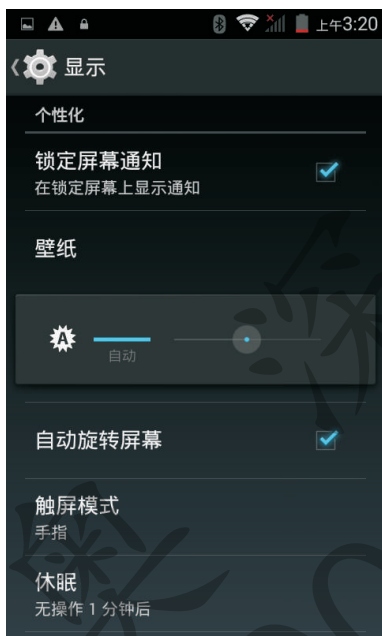 上午3:20
显示
个性化
锁定屏幕通知
在锁定屏幕上显示通知
壁纸
A
自动
自动旋转屏幕
触屏模式
手指
休眠
无操作 1 分钟后